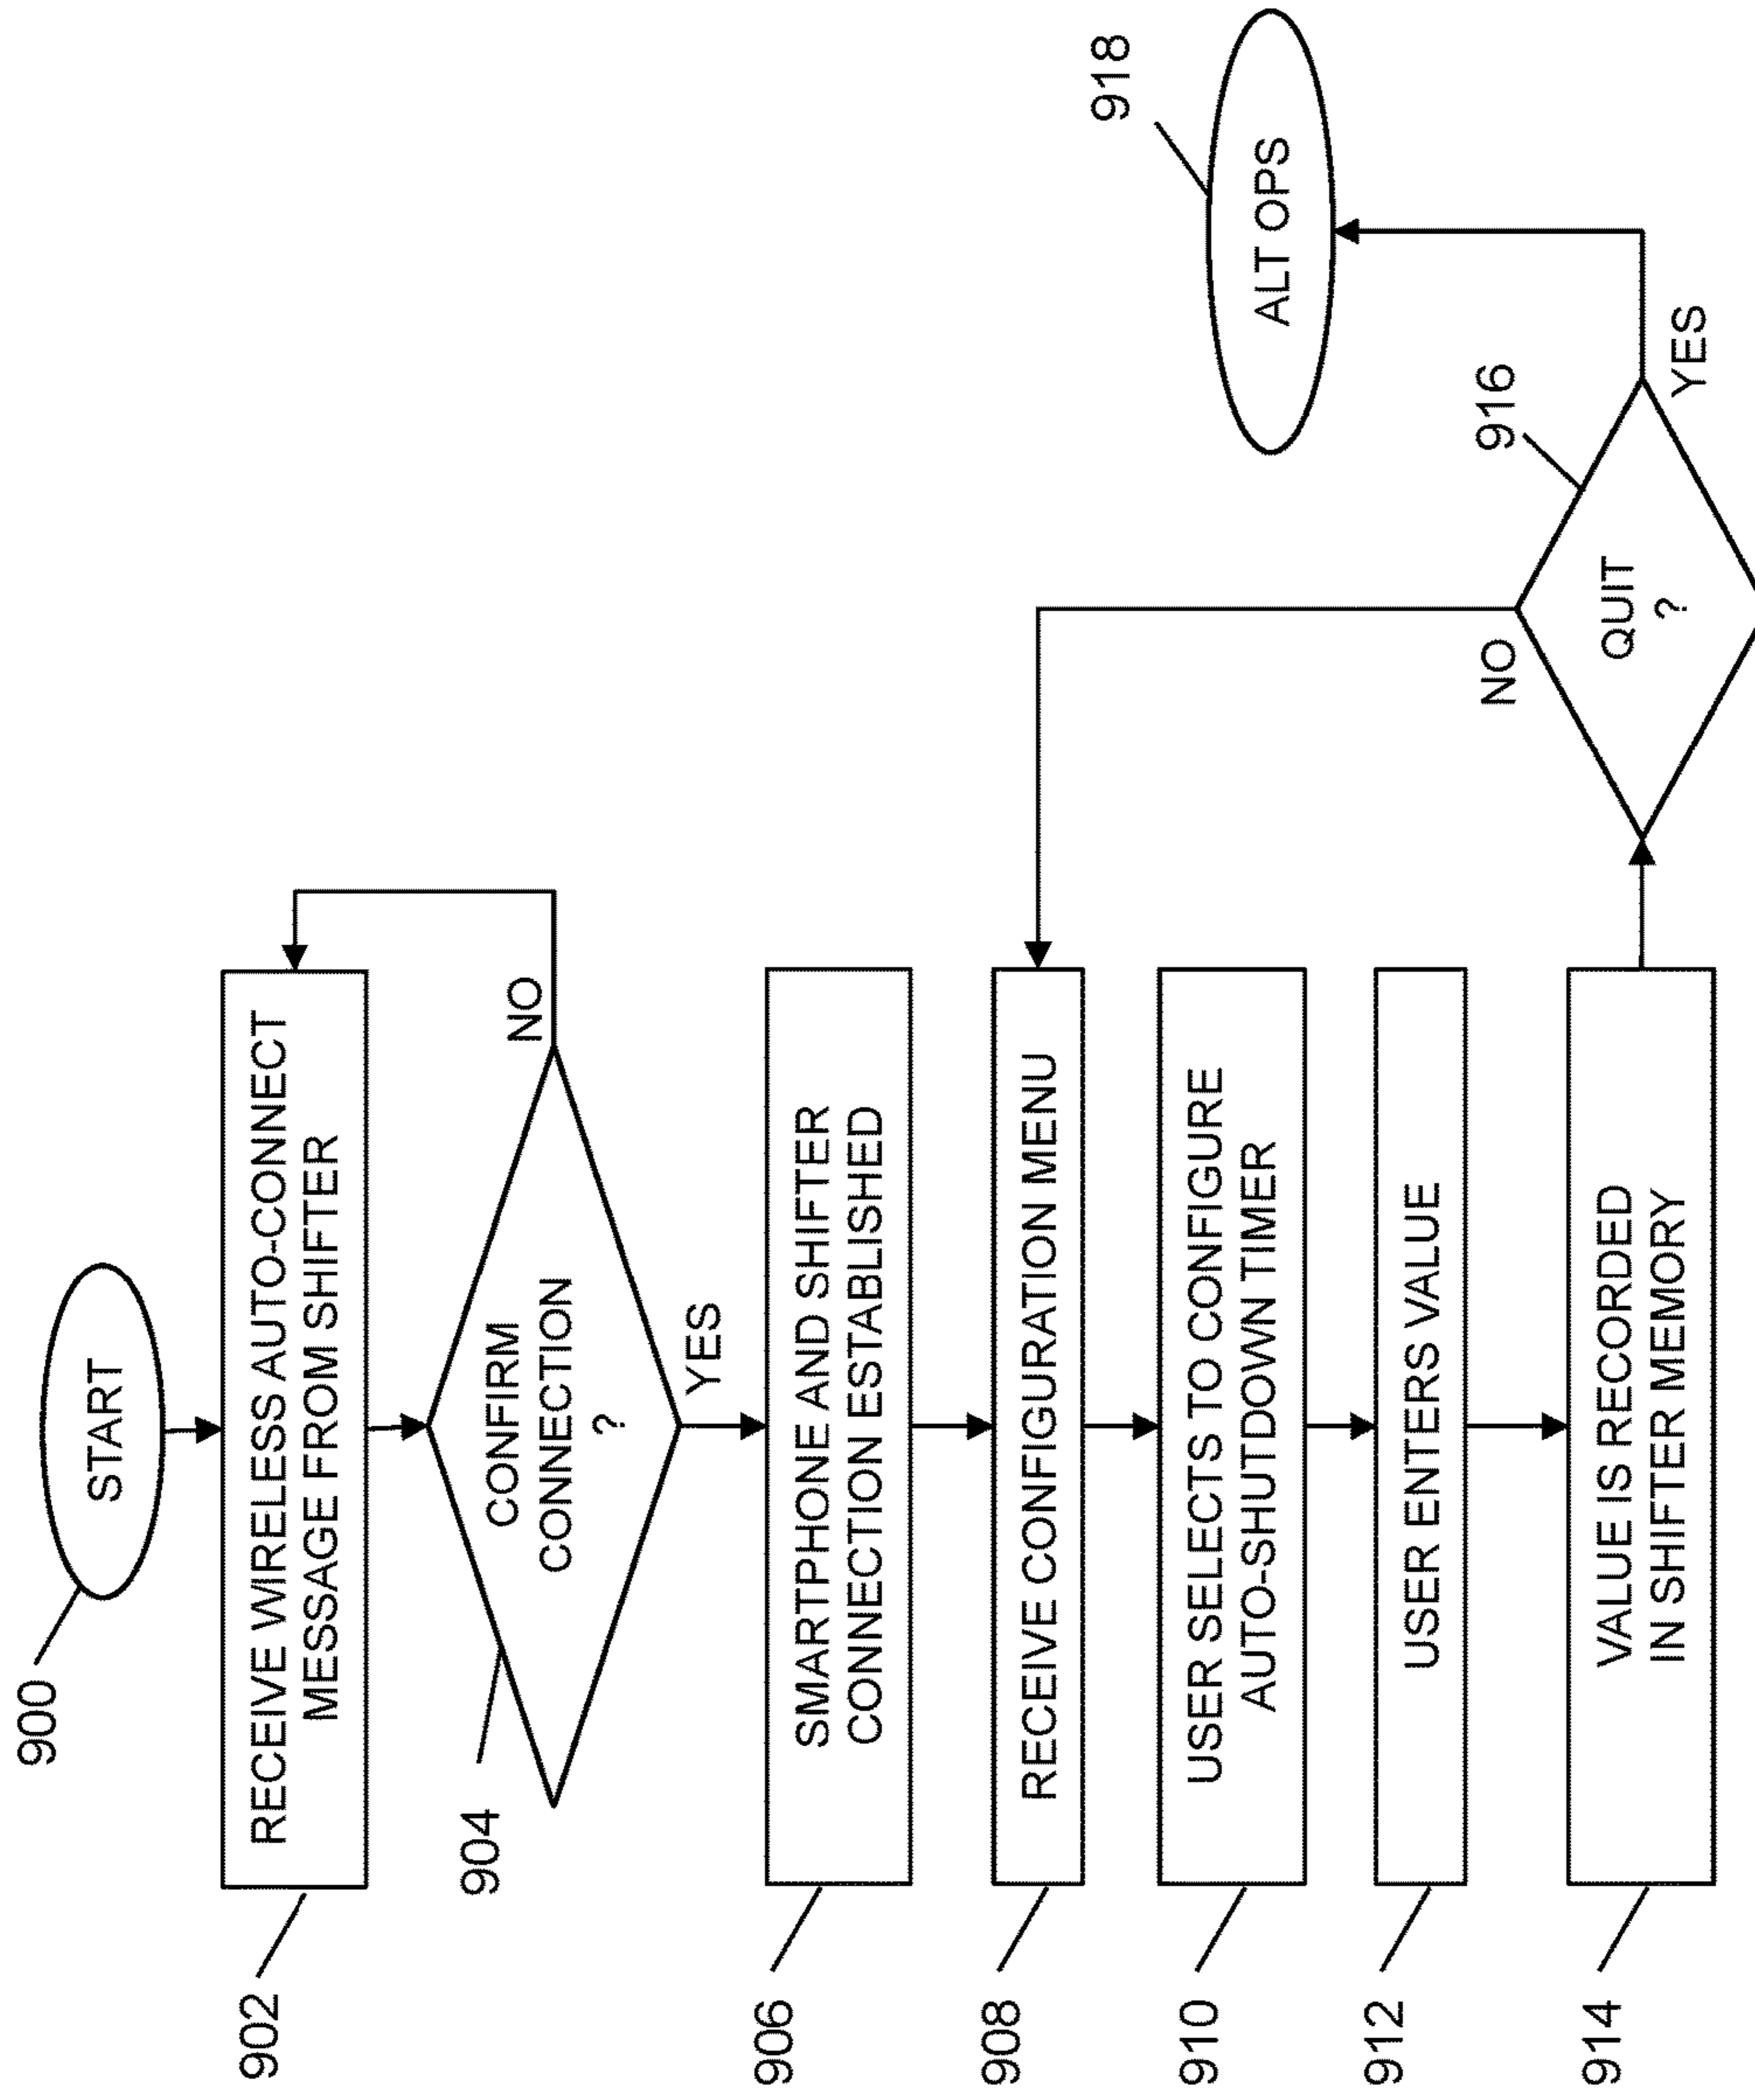 900
START
902
RECEIVE WIRELESS AUTO-CONNECT
MESSAGE FROM SHIFTER
904
CONFIRM
CONNECTION
?
NO
YES
906
SMARTPHONE AND SHIFTER
CONNECTION ESTABLISHED
908
RECEIVE CONFIGURATION MENU
910
USER SELECTS TO CONFIGURE
AUTO-SHUTDOWN TIMER
912
USER ENTERS VALUE
914
VALUE IS RECORDED
IN SHIFTER MEMORY
916
QUIT
?
NO
YES
918
ALT OPS